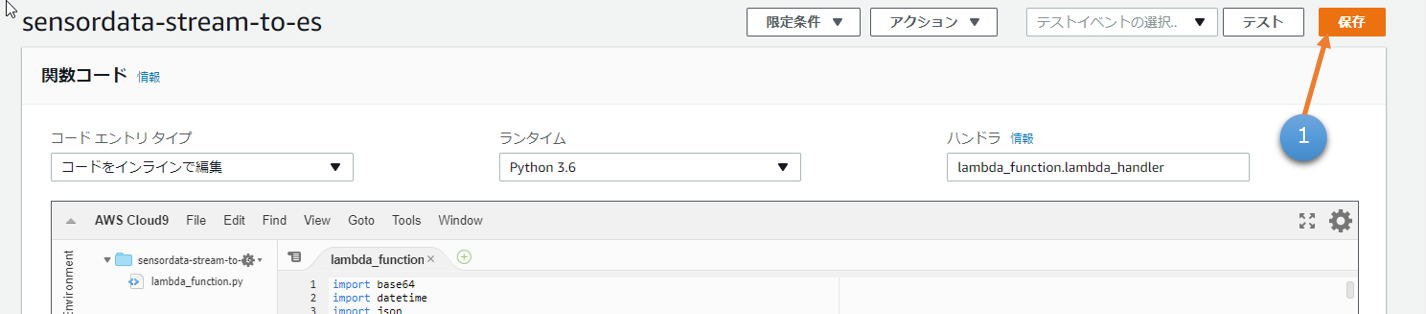 sensordata-stream-to-es 限定条件 アクション テストイベントの選択.. テスト 保存
関数コード 情報
1
コード エントリ タイプ ランタイム ハンドラ 情報
コードをインラインで編集 Python 3.6 lambda_function.lambda_handler
AWS Cloud9 File Edit Find View Goto Tools Window
Environment
sensordata-stream-to- lambda_function
lambda_function.py
1 import base64
2 import datetime
3 import json